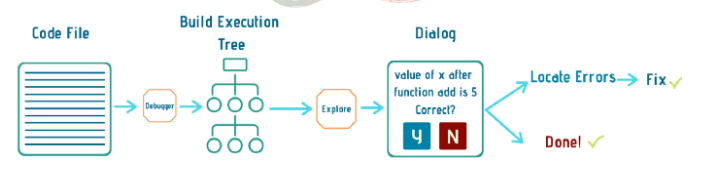 Code File
Build Execution
Tree
Dialog
Debugger
Explore
value of x after
function add is 5
Correct?
Y N
Locate Errors
Fix
Done!